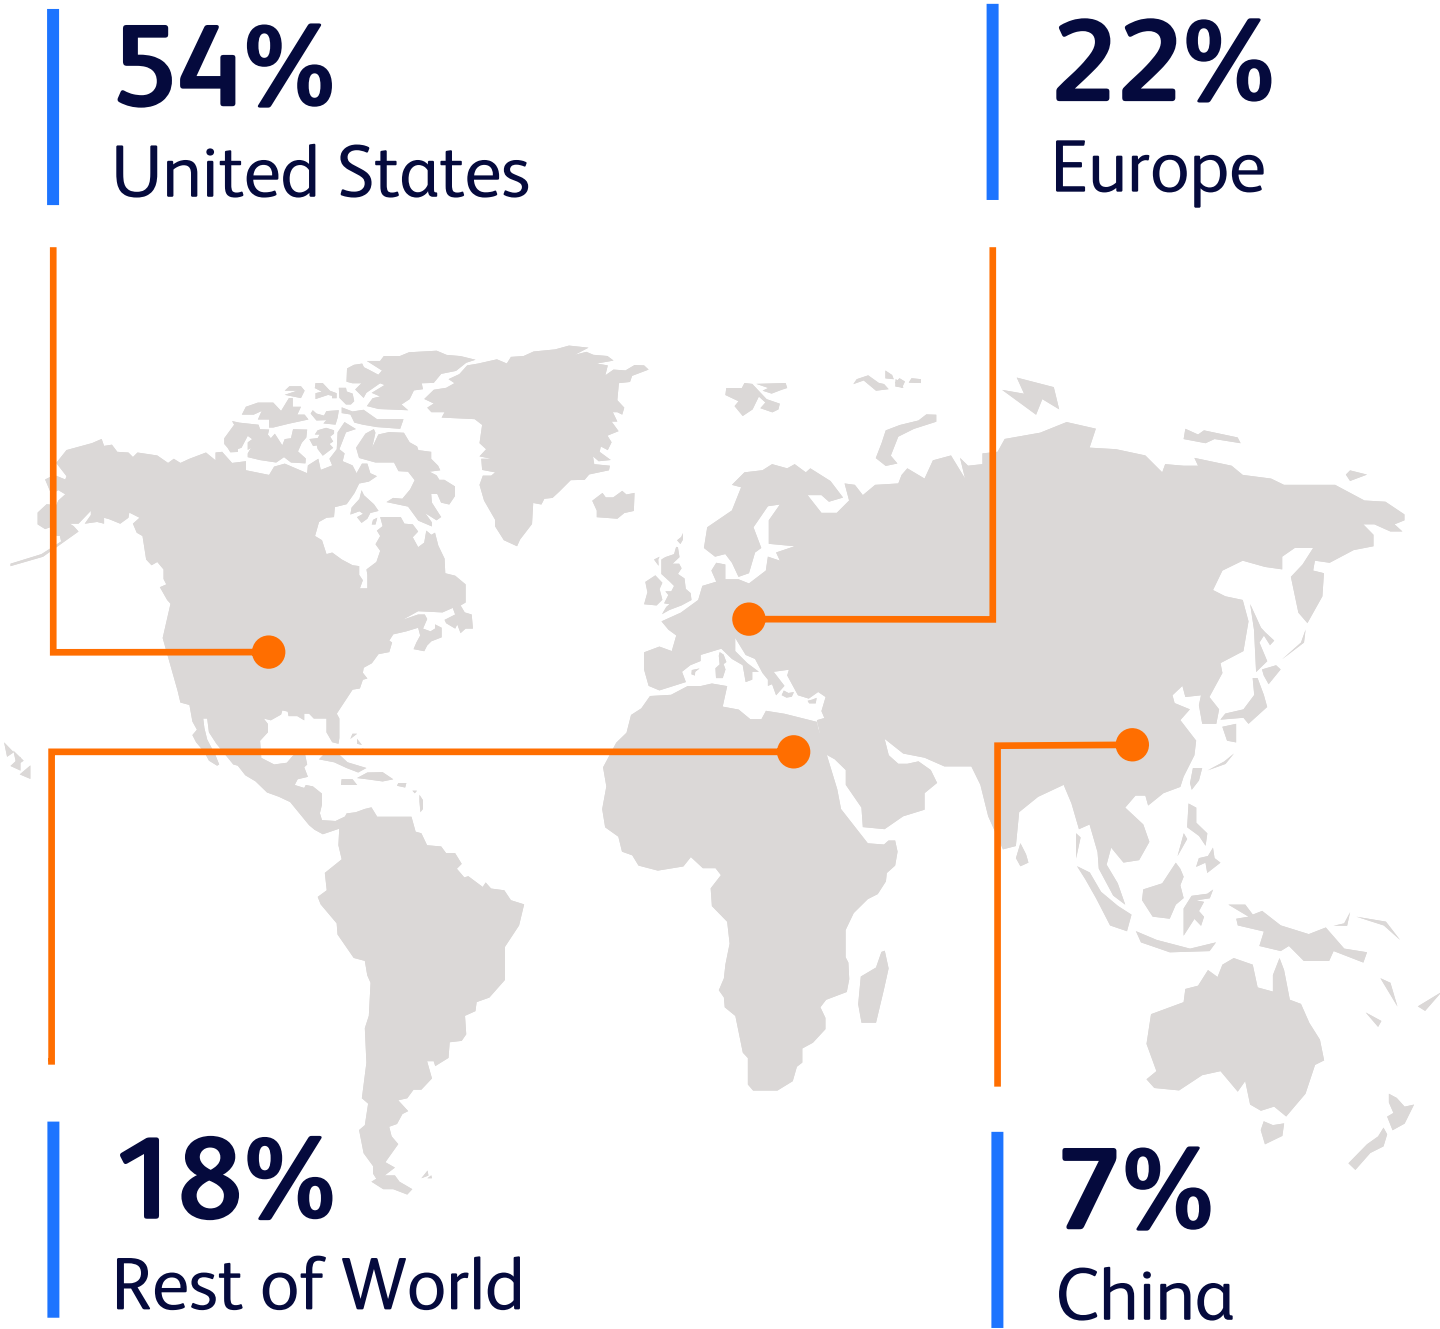 54%
United States
22%
Europe
18%
Rest of World
7%
China